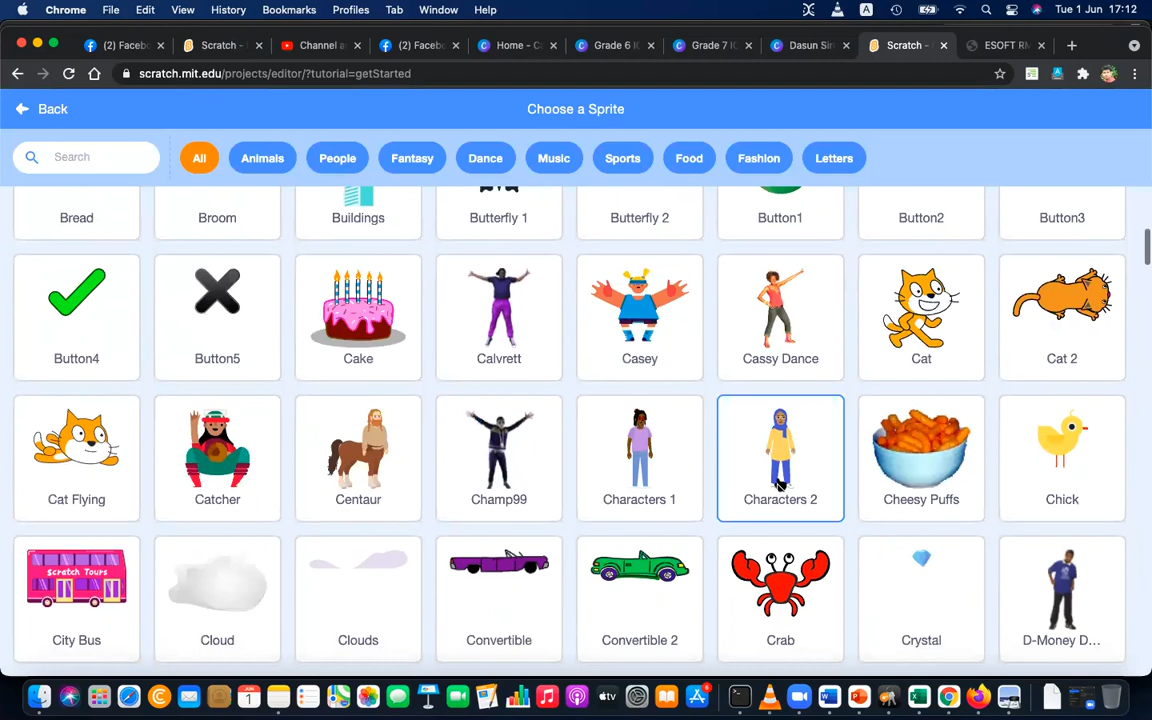 Chrome File Edit View History Bookmarks Profiles Tab Window Help A Tue 1 Jun 17:12
(2) Faceb Scratch - Channel a (2) Faceb Home - C Grade 6 I Grade 7 I Dasun Si Scratch - ESOFT R
scratch.mit.edu/projects/editor/?tutorial=getStarted
Back Choose a Sprite
Search All Animals People Fantasy Dance Music Sports Food Fashion Letters
Bread Broom Buildings Butterfly 1 Butterfly 2 Button1 Button2 Button3
Button4 Button5 Cake Calvrett Casey Cassy Dance Cat Cat 2
Cat Flying Catcher Centaur Champ99 Characters 1 Characters 2 Cheesy Puffs Chick
Scratch Tours
City Bus Cloud Clouds Convertible Convertible 2 Crab Crystal D-Money D...